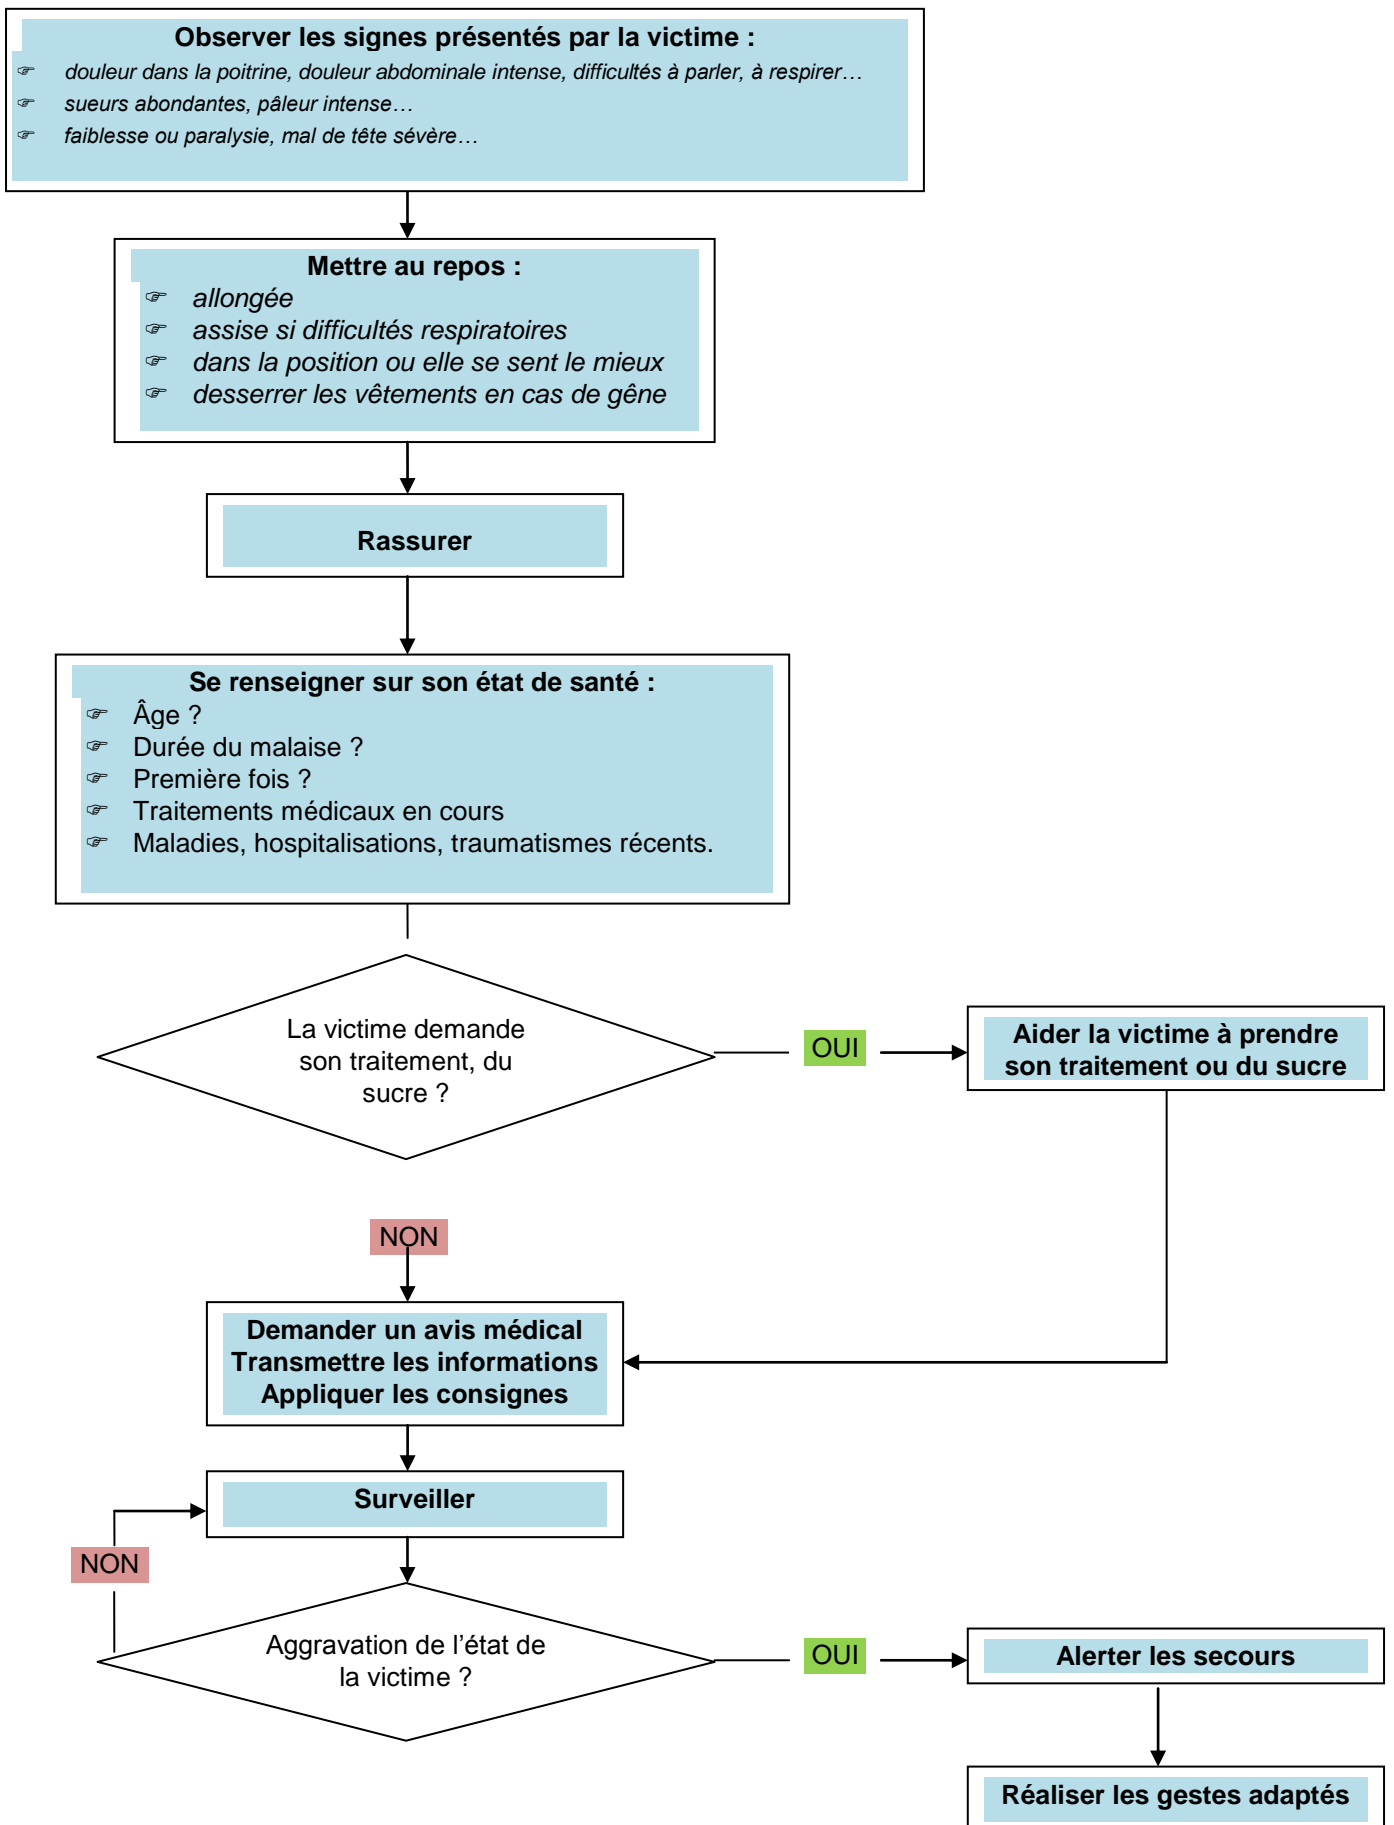 Observer les signes présentés par la victime :
☞ douleur dans la poitrine, douleur abdominale intense, difficultés à parler, à respirer…
☞ sueurs abondantes, pâleur intense…
☞ faiblesse ou paralysie, mal de tête sévère…
Mettre au repos :
☞ allongée
☞ assise si difficultés respiratoires
☞ dans la position ou elle se sent le mieux
☞ desserrer les vêtements en cas de gêne
Rassurer
Se renseigner sur son état de santé :
☞ Âge ?
☞ Durée du malaise ?
☞ Première fois ?
☞ Traitements médicaux en cours
☞ Maladies, hospitalisations, traumatismes récents.
La victime demande
son traitement, du
sucre ?
OUI
Aider la victime à prendre
son traitement ou du sucre
NON
Demander un avis médical
Transmettre les informations
Appliquer les consignes
Surveiller
NON
Aggravation de l’état de
la victime ?
OUI
Alerter les secours
Réaliser les gestes adaptés